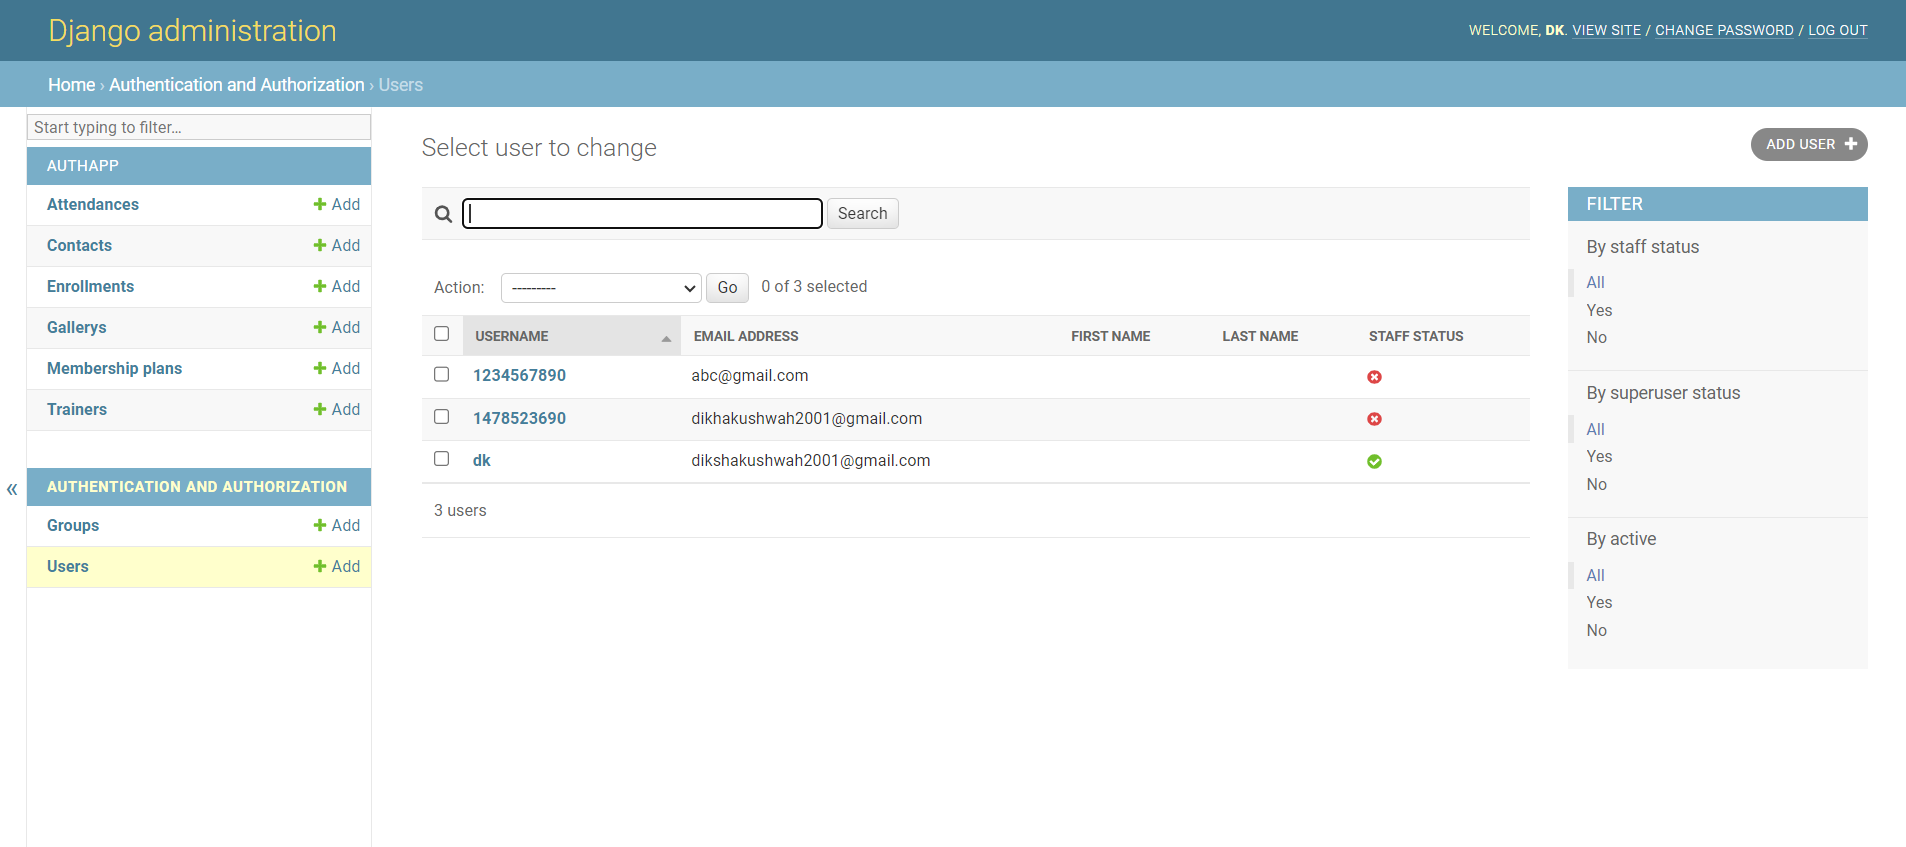 Django administration
WELCOME, DK. VIEW SITE / CHANGE PASSWORD / LOG OUT
Home › Authentication and Authorization › Users
Start typing to filter...
AUTHAPP
Attendances + Add
Contacts + Add
Enrollments + Add
Gallerys + Add
Membership plans + Add
Trainers + Add
«
AUTHENTICATION AND AUTHORIZATION
Groups + Add
Users + Add
Select user to change
ADD USER +
Search
Action: --------- Go 0 of 3 selected
USERNAME EMAIL ADDRESS FIRST NAME LAST NAME STAFF STATUS
1234567890 abc@gmail.com
1478523690 dikhakushwah2001@gmail.com
dk dikshakushwah2001@gmail.com
3 users
FILTER
By staff status
All
Yes
No
By superuser status
All
Yes
No
By active
All
Yes
No